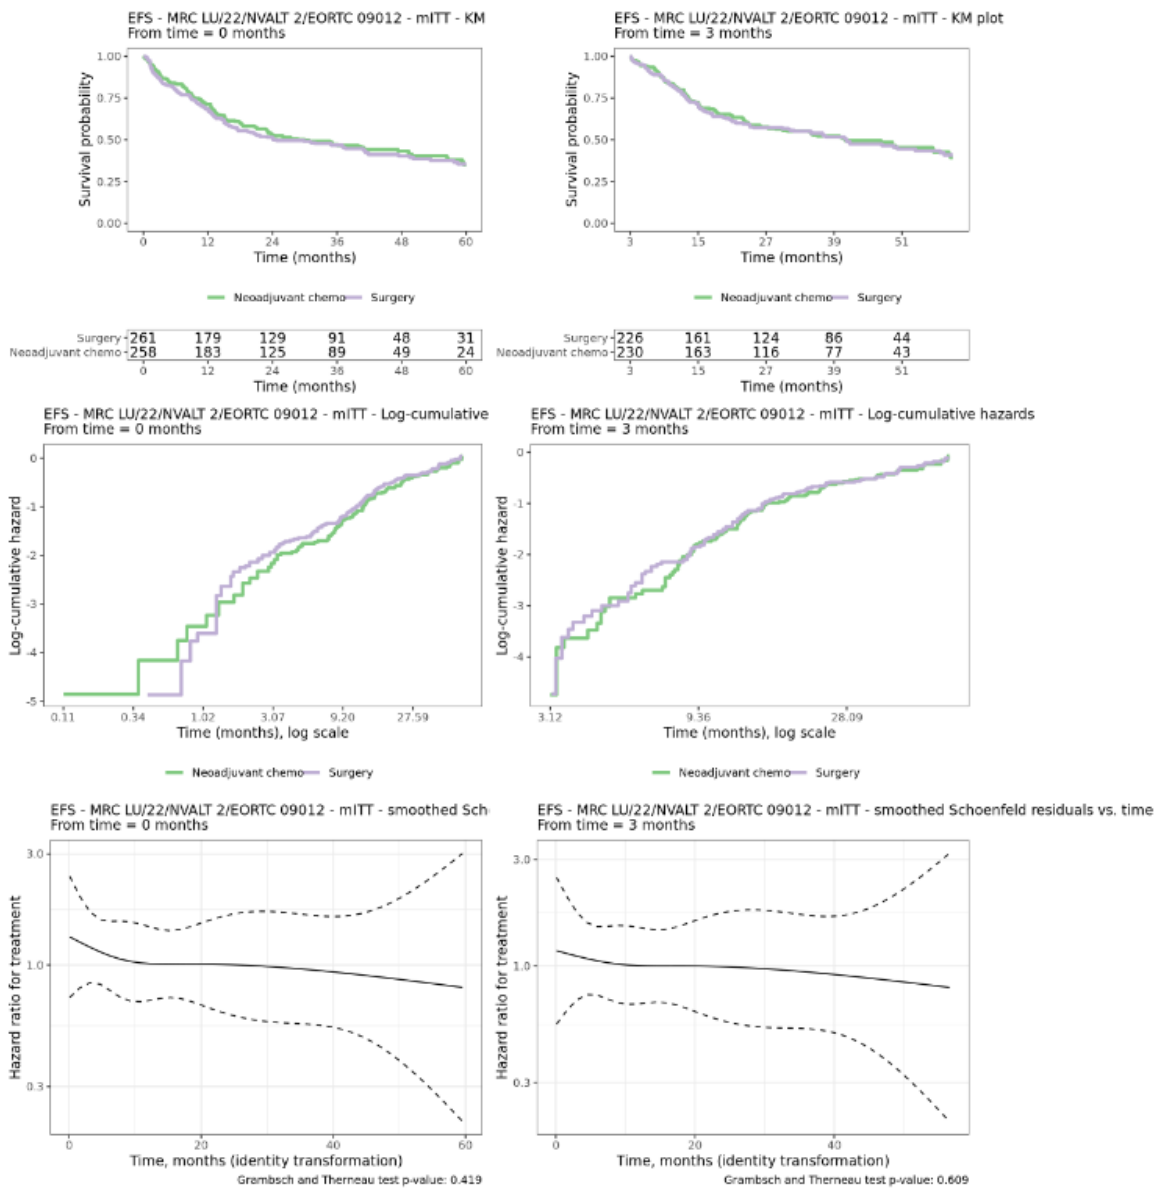 EFS - MRC LU/22/NVALT 2/EORTC 09012 - mITT - KM
From time = 0 months
1.00
0.75
0.50
0.25
0.00
Survival probability
0 12 24 36 48 60
Time (months)
Neoadjuvant chemo Surgery
Surgery 261 179 129 91 48 31
Neoadjuvant chemo 258 183 125 89 49 24
0 12 24 36 48 60
Time (months)
EFS - MRC LU/22/NVALT 2/EORTC 09012 - mITT - KM plot
From time = 3 months
1.00
0.75
0.50
0.25
0.00
Survival probability
3 15 27 39 51
Time (months)
Neoadjuvant chemo Surgery
Surgery 226 161 124 86 44
Neoadjuvant chemo 230 163 116 77 43
3 15 27 39 51
Time (months)
EFS - MRC LU/22/NVALT 2/EORTC 09012 - mITT - Log-cumulative
From time = 0 months
0
-1
-2
-3
-4
-5
Log-cumulative hazard
0.11 0.34 1.02 3.07 9.20 27.59
Time (months), log scale
Neoadjuvant chemo Surgery
EFS - MRC LU/22/NVALT 2/EORTC 09012 - mITT - Log-cumulative hazards
From time = 3 months
0
-1
-2
-3
-4
Log-cumulative hazard
3.12 9.36 28.09
Time (months), log scale
Neoadjuvant chemo Surgery
EFS - MRC LU/22/NVALT 2/EORTC 09012 - mITT - smoothed Sch
From time = 0 months
3.0
1.0
0.3
Hazard ratio for treatment
0 20 40 60
Time, months (identity transformation)
Grambsch and Therneau test p-value: 0.419
EFS - MRC LU/22/NVALT 2/EORTC 09012 - mITT - smoothed Schoenfeld residuals vs. time
From time = 3 months
3.0
1.0
0.3
Hazard ratio for treatment
0 20 40
Time, months (identity transformation)
Grambsch and Therneau test p-value: 0.609